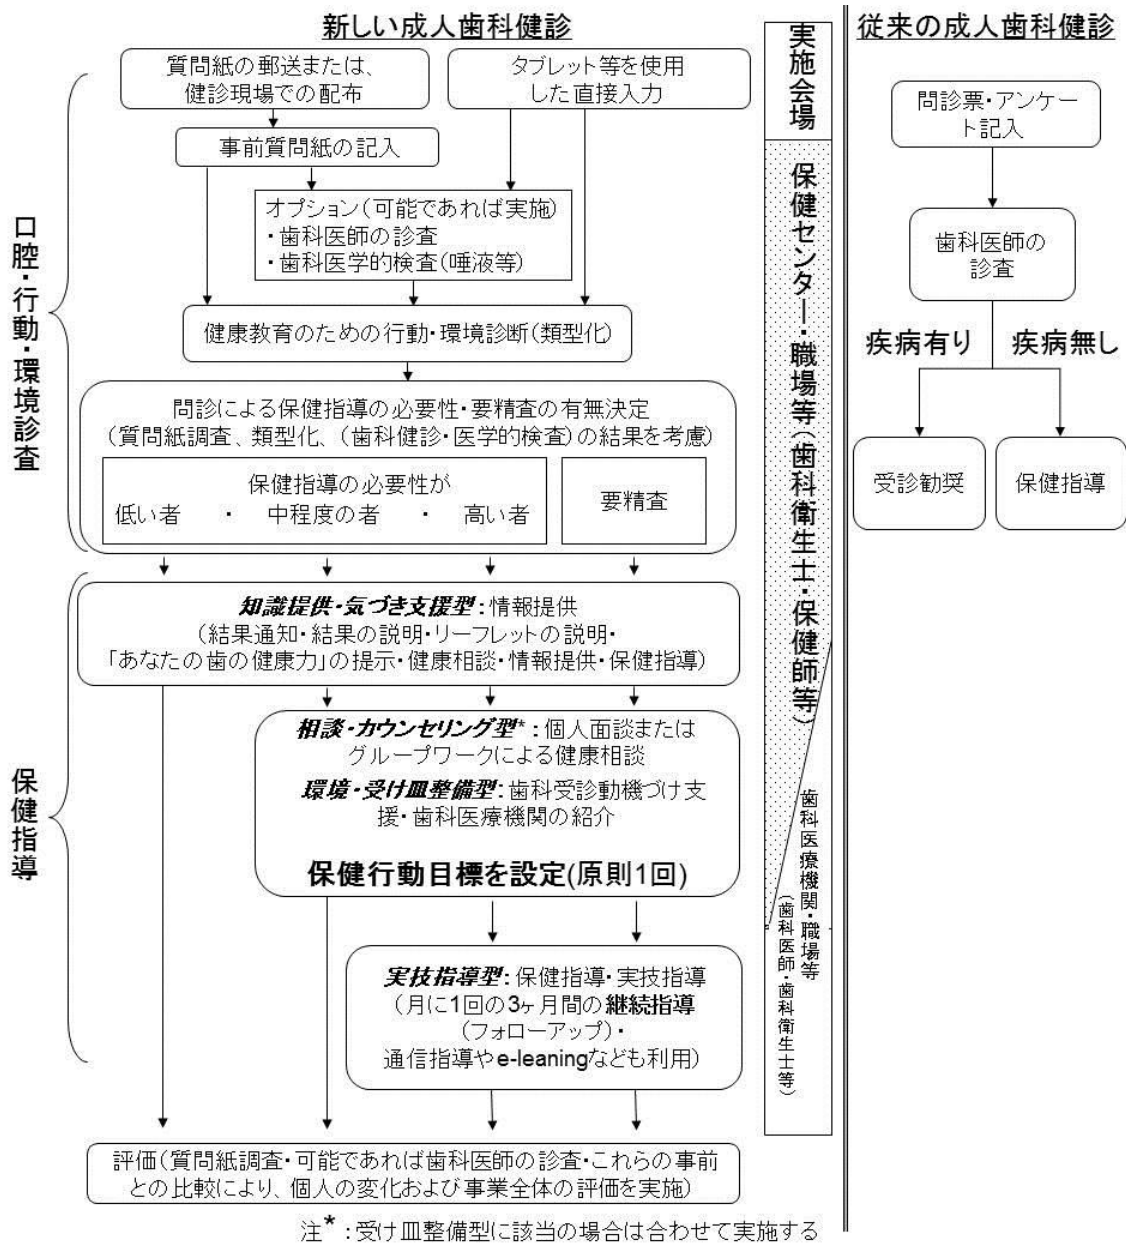 新しい成人歯科健診
質問紙の郵送または、
健診現場での配布
タブレット等を使用
した直接入力
事前質問紙の記入
オプション(可能であれば実施)
・歯科医師の診査
・歯科医学的検査(唾液等)
健康教育のための行動・環境診断(類型化)
問診による保健指導の必要性・要精査の有無決定
(質問紙調査、類型化、(歯科健診・医学的検査)の結果を考慮)
保健指導の必要性が
低い者 ・ 中程度の者 ・ 高い者
要精査
口腔・行動・環境診査
知識提供・気づき支援型:情報提供
(結果通知・結果の説明・リーフレットの説明・
「あなたの歯の健康力」の提示・健康相談・情報提供・保健指導)
相談・カウンセリング型*:個人面談または
グループワークによる健康相談
環境・受け皿整備型:歯科受診動機づけ支
援・歯科医療機関の紹介
保健行動目標を設定(原則1回)
実技指導型:保健指導・実技指導
(月に1回の3ヶ月間の継続指導
(フォローアップ)・
通信指導やe-leaningなども利用)
保健指導
評価(質問紙調査・可能であれば歯科医師の診査・これらの事前
との比較により、個人の変化および事業全体の評価を実施)
注*:受け皿整備型に該当の場合は合わせて実施する
実施会場
保健センター・職場等(歯科衛生士・保健師等)
歯科医療機関・職場等
(歯科医師・歯科衛生士等)
従来の成人歯科健診
問診票・アンケー
ト記入
歯科医師の
診査
疾病有り
疾病無し
受診勧奨
保健指導